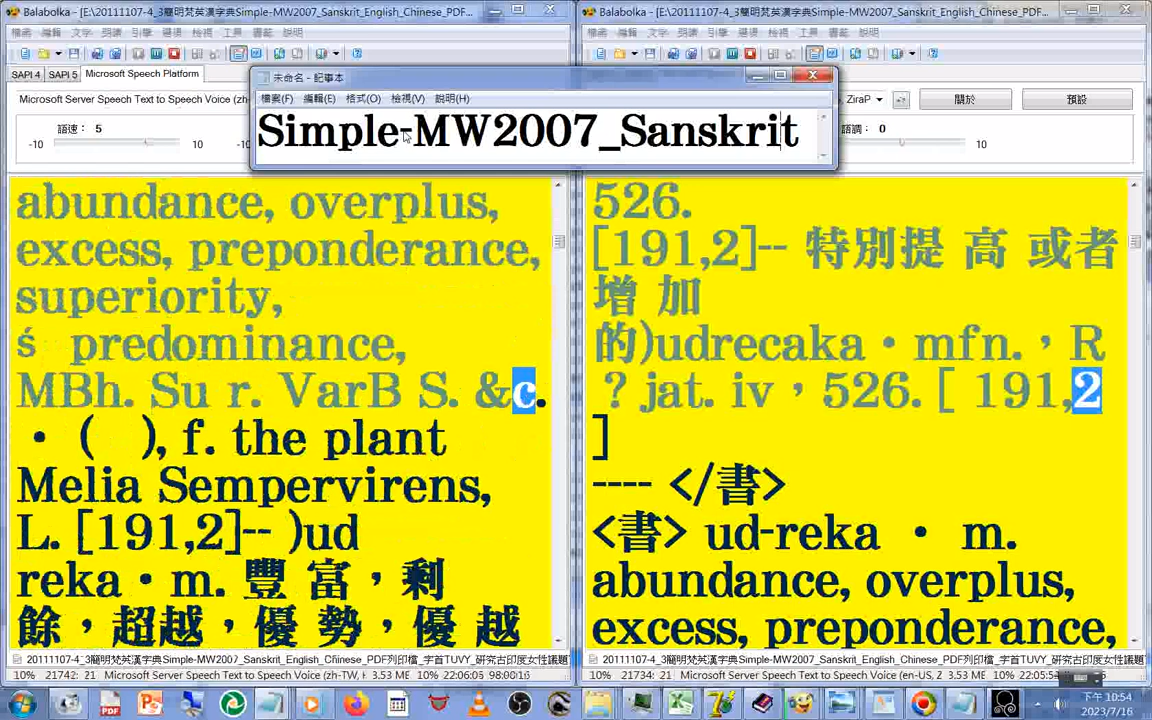 Balabolka - [E:\20111107-4_3簡明梵英漢字典Simple-MW2007_Sanskrit_English_Chinese_PDF...
Balabolka - [E:\20111107-4_3簡明梵英漢字典Simple-MW2007_Sanskrit_English_Chinese_PDF...
SAPI 4 SAPI 5 Microsoft Speech Platform
Microsoft Server Speech Text to Speech Voice (zh-
語速： 5
-10 10
未命名 - 記事本
檔案(F) 編輯(E) 格式(O) 檢視(V) 說明(H)
Simple-MW2007_Sanskrit
, ZiraP 關於 預設
語調： 0
10
abundance, overplus,
excess, preponderance,
superiority,
ś predominance,
MBh. Su r. VarB S. &c.
• ( ), f. the plant
Melia Sempervirens,
L. [191,2]-- )ud
reka • m. 豐 富，剩
餘，超越，優 勢，優 越
526.
[191,2]-- 特別提 高 或者
增 加
的)udrecaka • mfn.，R
? jat. iv，526. [ 191,2
]
---- </書>
<書> ud-reka • m.
abundance, overplus,
excess, preponderance,
20111107-4_3簡明梵英漢字典Simple-MW2007_Sanskrit_English_Chinese_PDF列印檔_字首TUVY_研究古印度女性議題
10% 21742: 21 Microsoft Server Speech Text to Speech Voice (zh-TW, H 3.53 MB 22:06:05
20111107-4_3簡明梵英漢字典Simple-MW2007_Sanskrit_English_Chinese_PDF列印檔_字首TUVY_研究古印度女性議題
10% 21734: 21 Microsoft Server Speech Text to Speech Voice (en-US, Z 3.53 MB
下午 10:54
2023/7/16